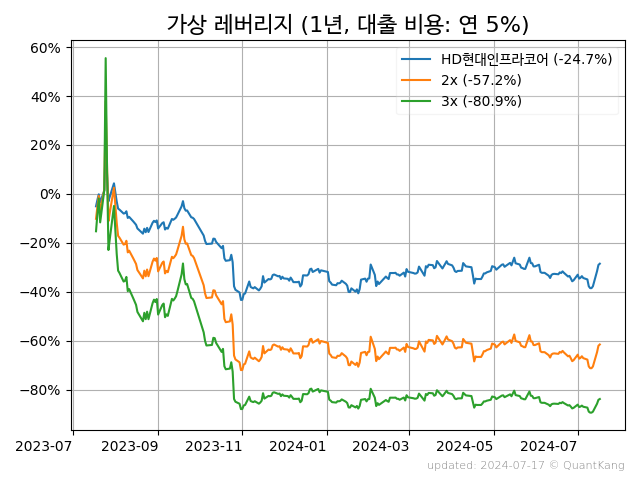 가상 레버리지 (1년, 대출 비용: 연 5%)
60%
40%
20%
0%
−20%
−40%
−60%
−80%
HD현대인프라코어 (-24.7%)
2x (-57.2%)
3x (-80.9%)
2023-07 2023-09 2023-11 2024-01 2024-03 2024-05 2024-07
updated: 2024-07-17 © QuantKang